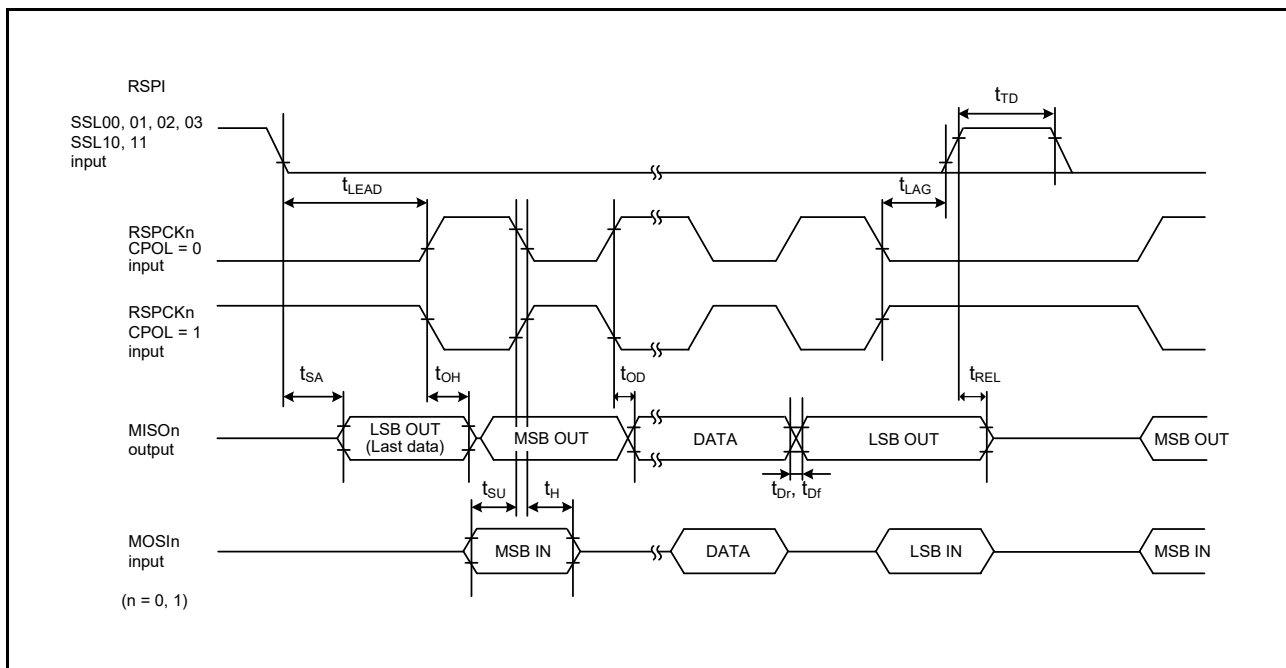 RSPI
SSL00, 01, 02, 03
SSL10, 11
input
tTD
tLEAD
tLAG
RSPCKn
CPOL = 0
input
RSPCKn
CPOL = 1
input
tSA
tOH
tOD
tREL
MISOn
output
LSB OUT
(Last data)
MSB OUT
DATA
LSB OUT
MSB OUT
tSU
tH
tDr, tDf
MOSIn
input
MSB IN
DATA
LSB IN
MSB IN
(n = 0, 1)